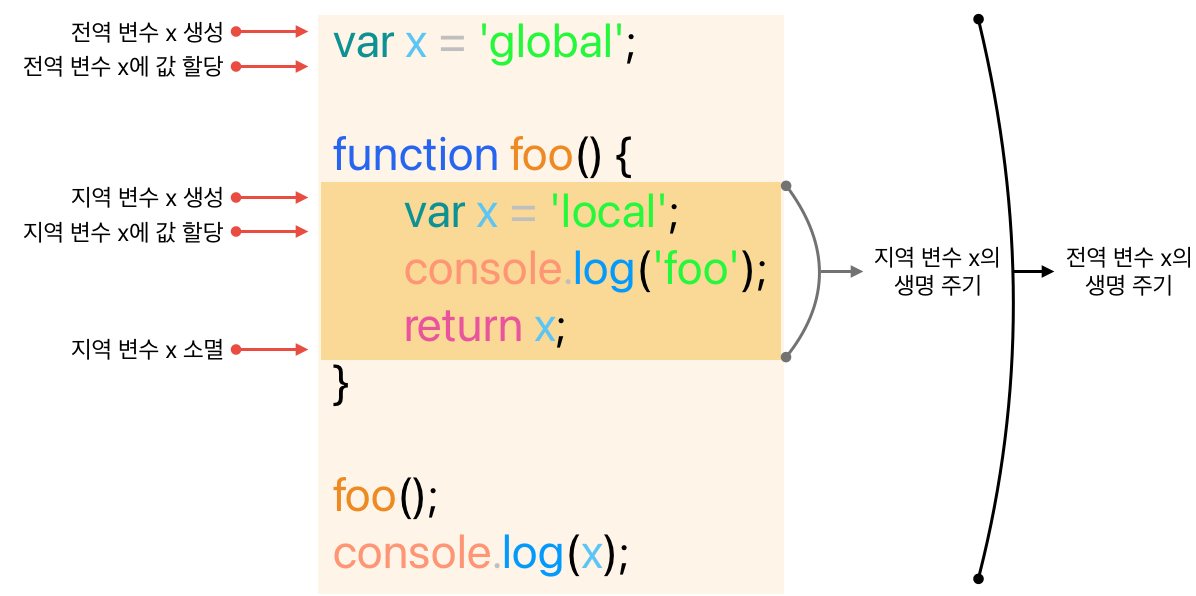 전역 변수 x 생성
전역 변수 x에 값 할당
var x = 'global';
function foo() {
지역 변수 x 생성
지역 변수 x에 값 할당
var x = 'local';
console.log('foo');
return x;
지역 변수 x 소멸
}
foo();
console.log(x);
지역 변수 x의
생명 주기
전역 변수 x의
생명 주기